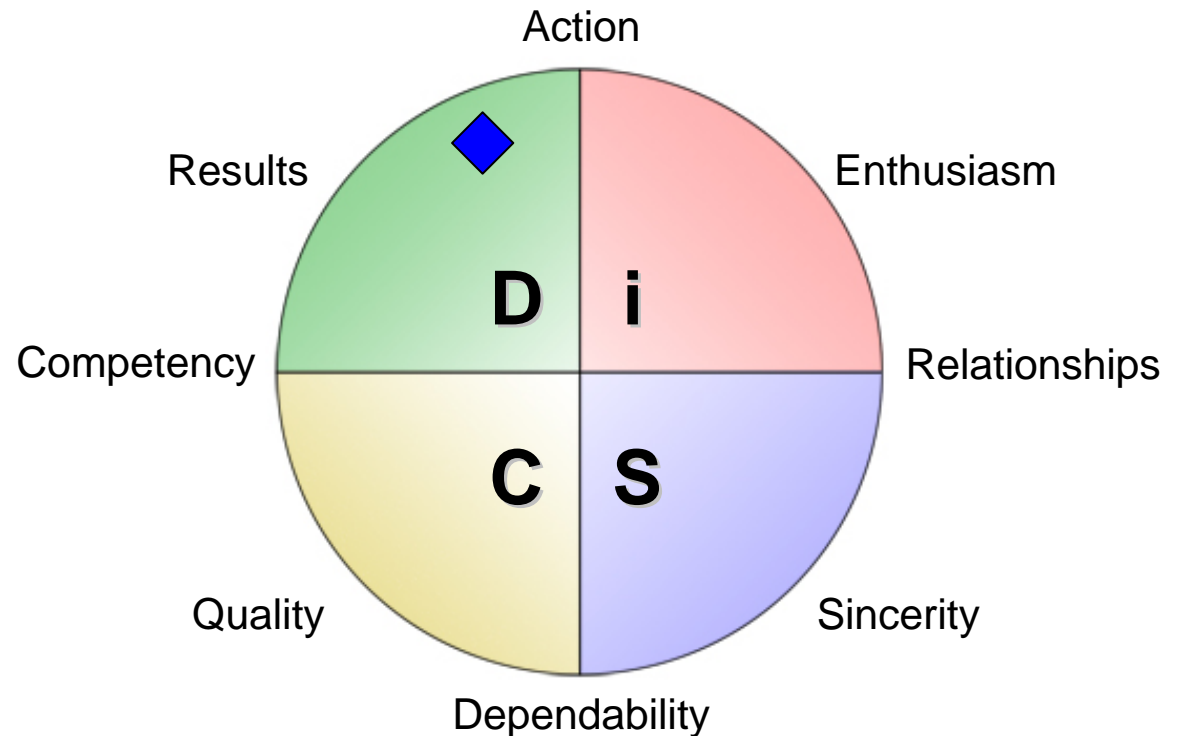 Action
Results
Enthusiasm
D i
Competency
Relationships
C S
Quality
Sincerity
Dependability